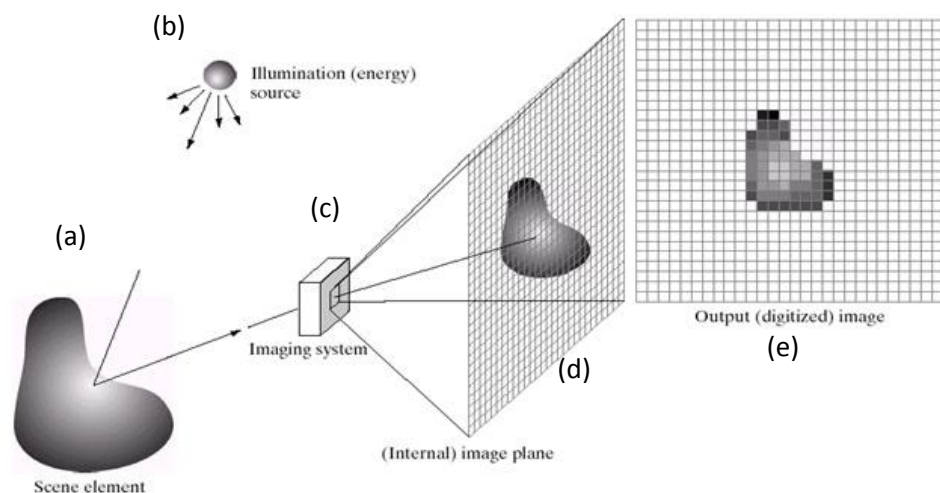 (b)
Illumination (energy)
source
(c)
(a)
Imaging system
Output (digitized) image
(e)
(d)
(Internal) image plane
Scene element